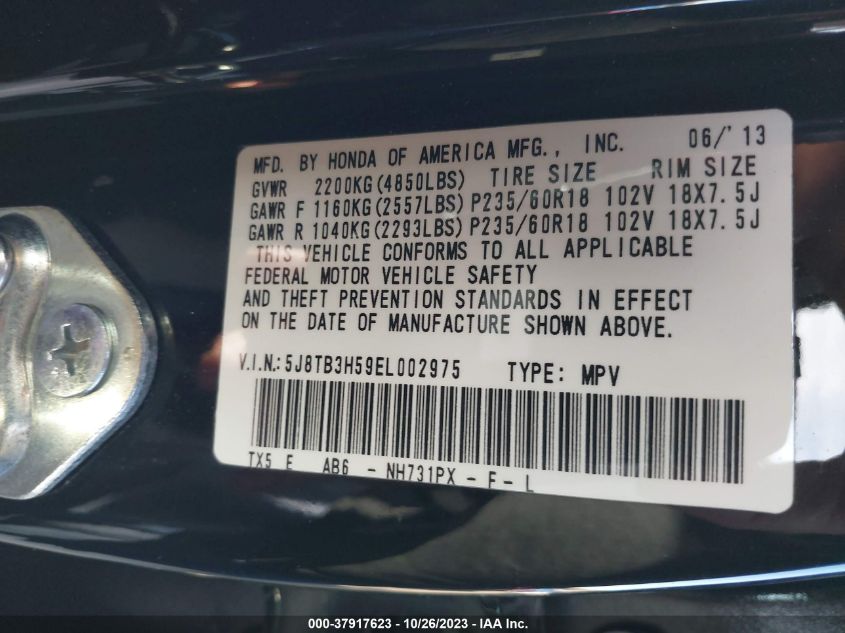 MFD. BY HONDA OF AMERICA MFG., INC. 06/'13
GVWR 2200KG(4850LBS) TIRE SIZE RIM SIZE
GAWR F 1160KG(2557LBS) P235/60R18 102V 18X7.5J
GAWR R 1040KG(2293LBS) P235/60R18 102V 18X7.5J
THIS VEHICLE CONFORMS TO ALL APPLICABLE
FEDERAL MOTOR VEHICLE SAFETY
AND THEFT PREVENTION STANDARDS IN EFFECT
ON THE DATE OF MANUFACTURE SHOWN ABOVE.
V.I.N.: 5J8TB3H59EL002975 TYPE: MPV
TX5 E AB6 - NH731PX - F - L
000-37917623 | 10/26/2023 - IAA Inc.